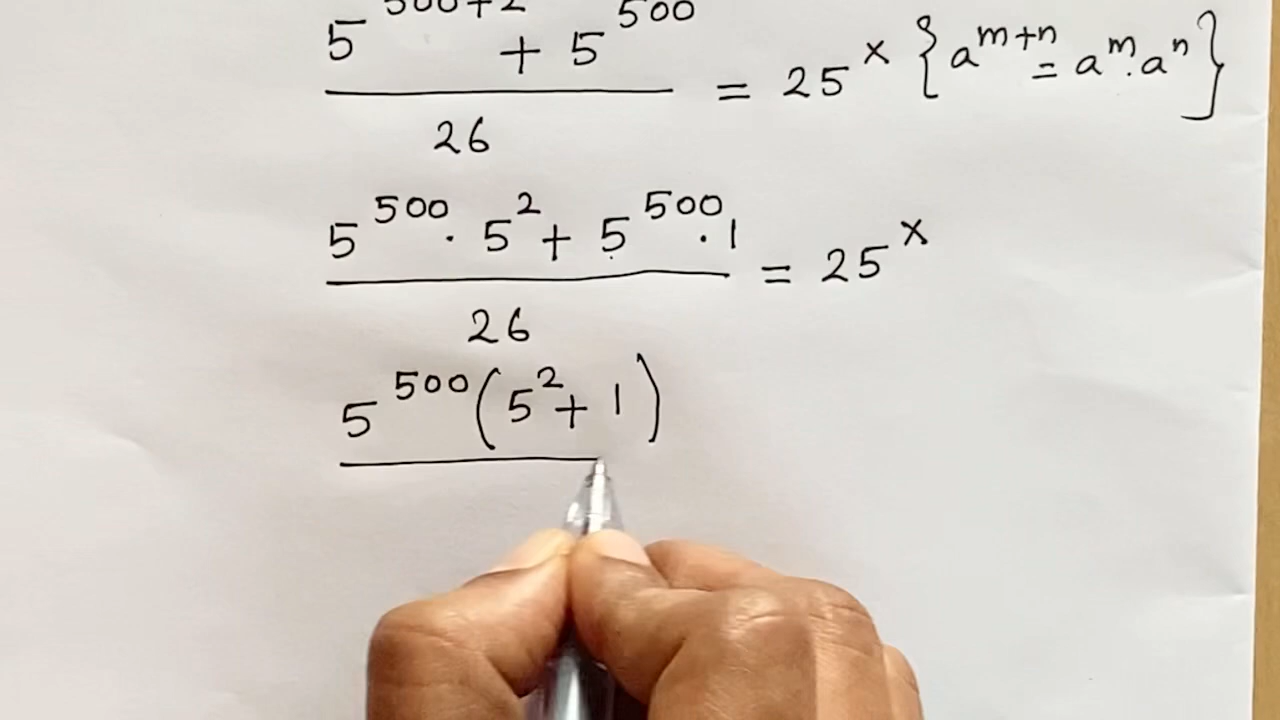 5^{500+2} + 5^{500} / 26 = 25^x {a^{m+n} = a^m . a^n}
5^{500} . 5^2 + 5^{500} . 1 / 26 = 25^x
5^{500} (5^2 + 1)